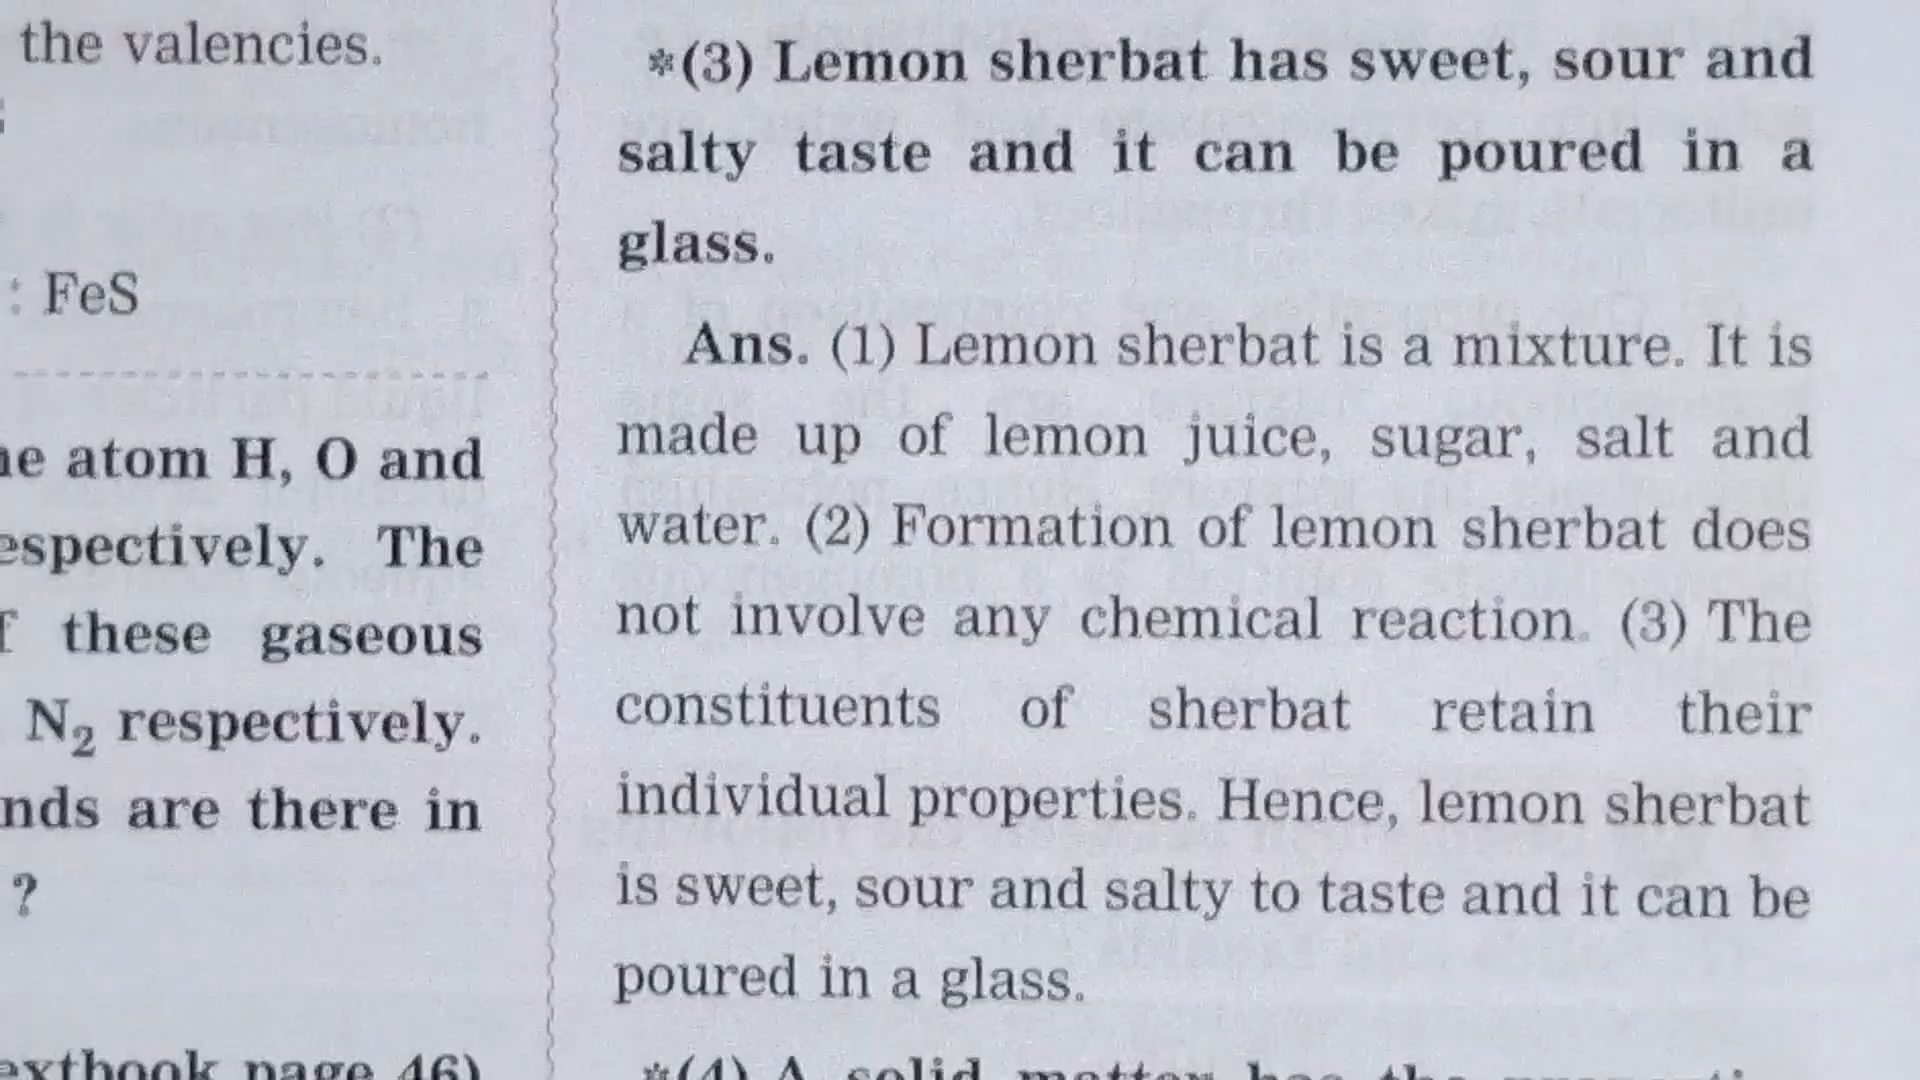 the valencies.
: FeS
atom H, O and
The
these gaseous
N₂ respectively.
are there in
?
page 46)
*(3) Lemon sherbat has sweet, sour and
salty taste and it can be poured in a
glass.
Ans. (1) Lemon sherbat is a mixture. It is
made up of lemon juice, sugar, salt and
water. (2) Formation of lemon sherbat does
not involve any chemical reaction. (3) The
constituents of sherbat retain their
individual properties. Hence, lemon sherbat
is sweet, sour and salty to taste and it can be
poured in a glass.
*(4) A solid matter has the